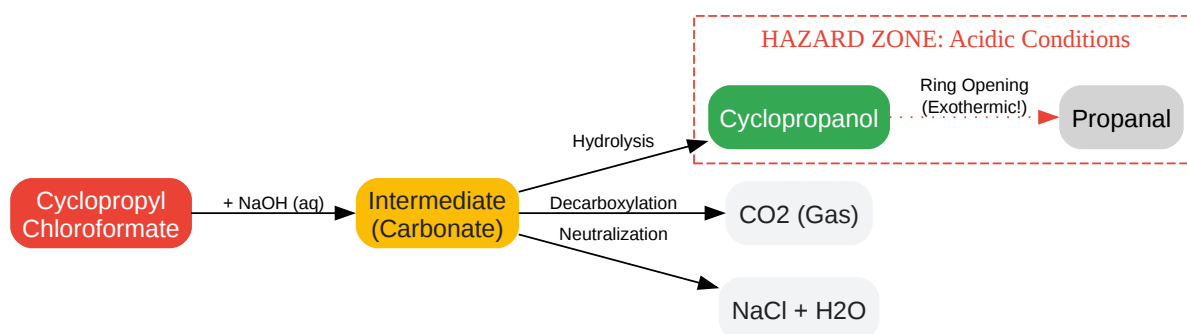 HAZARD ZONE: Acidic Conditions
Ring Opening
(Exothermic!)
Cyclopropanol
Propanal
Hydrolysis
Cyclopropyl
Chloroformate
+ NaOH (aq)
Intermediate
(Carbonate)
Decarboxylation
CO2 (Gas)
Neutralization
NaCl + H2O